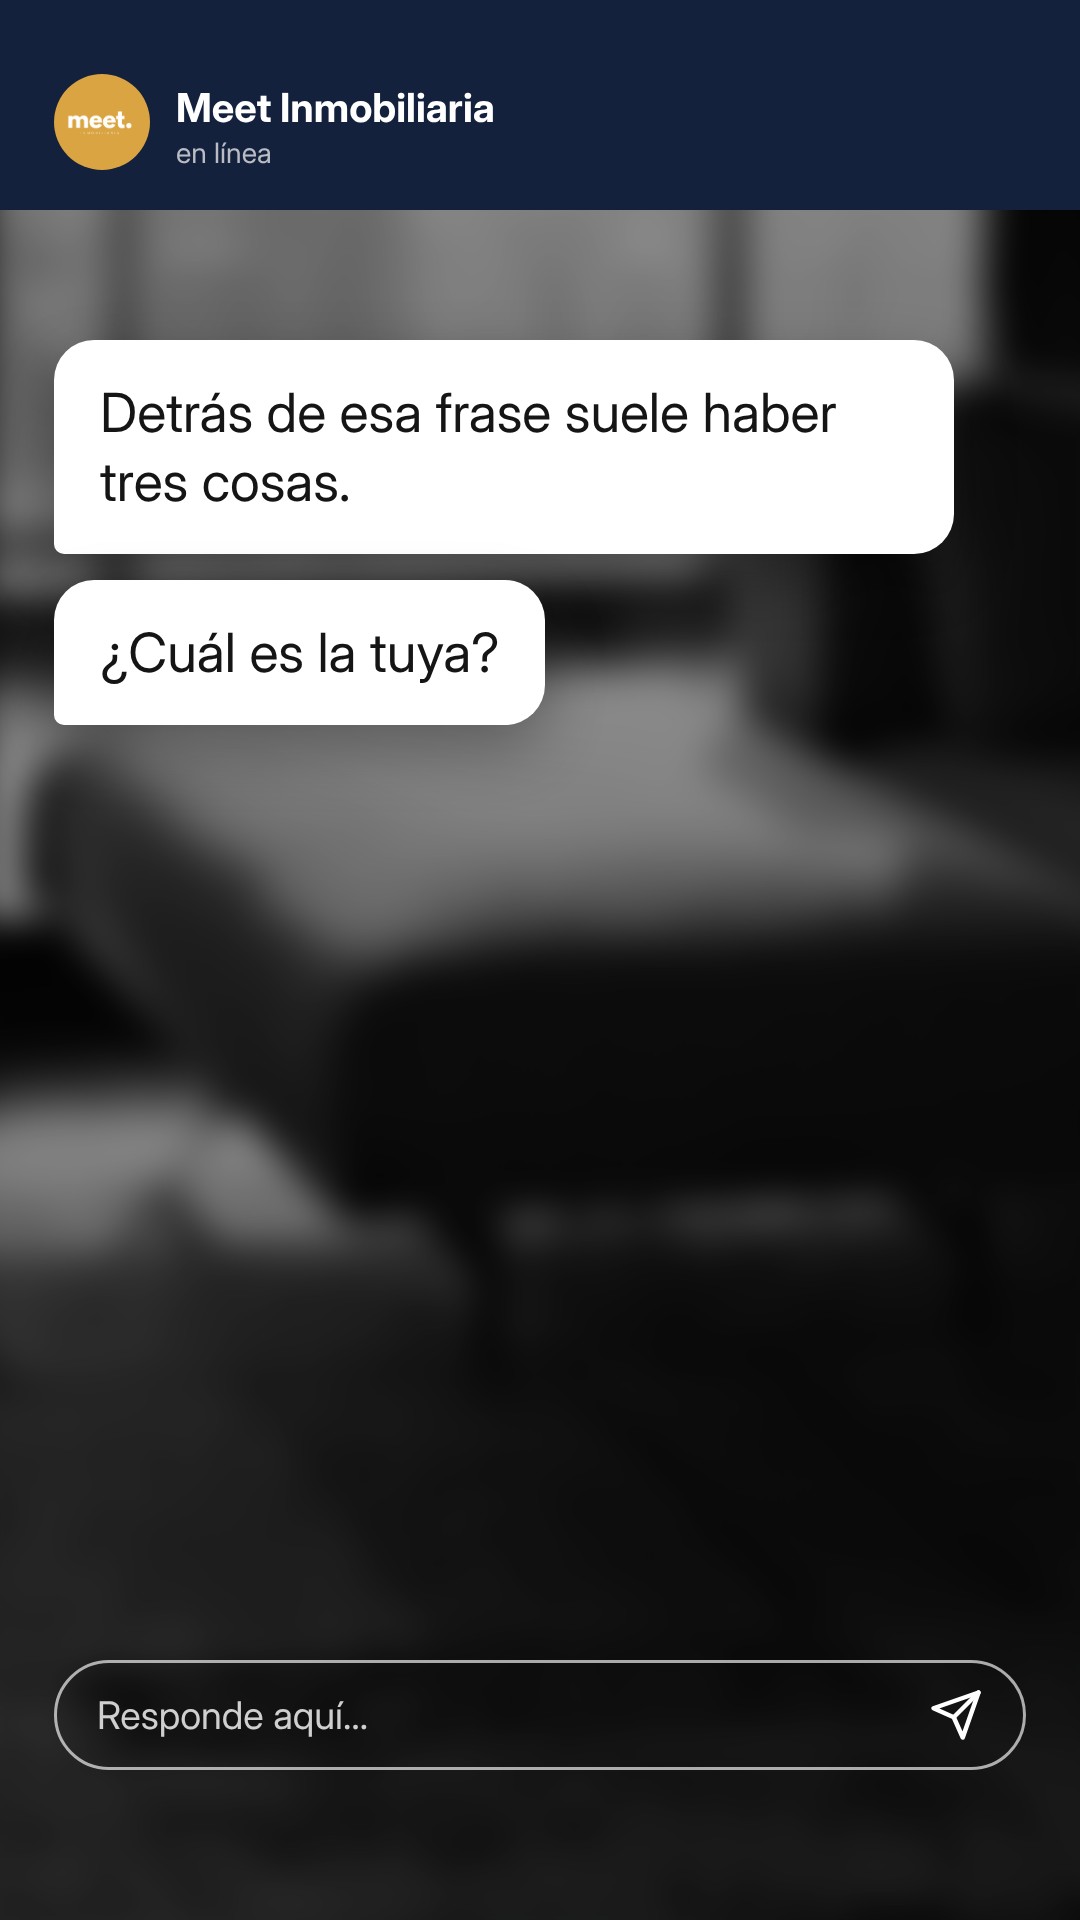 meet.
Meet Inmobiliaria
en línea
Detrás de esa frase suele haber
tres cosas.
¿Cuál es la tuya?
Responde aquí...